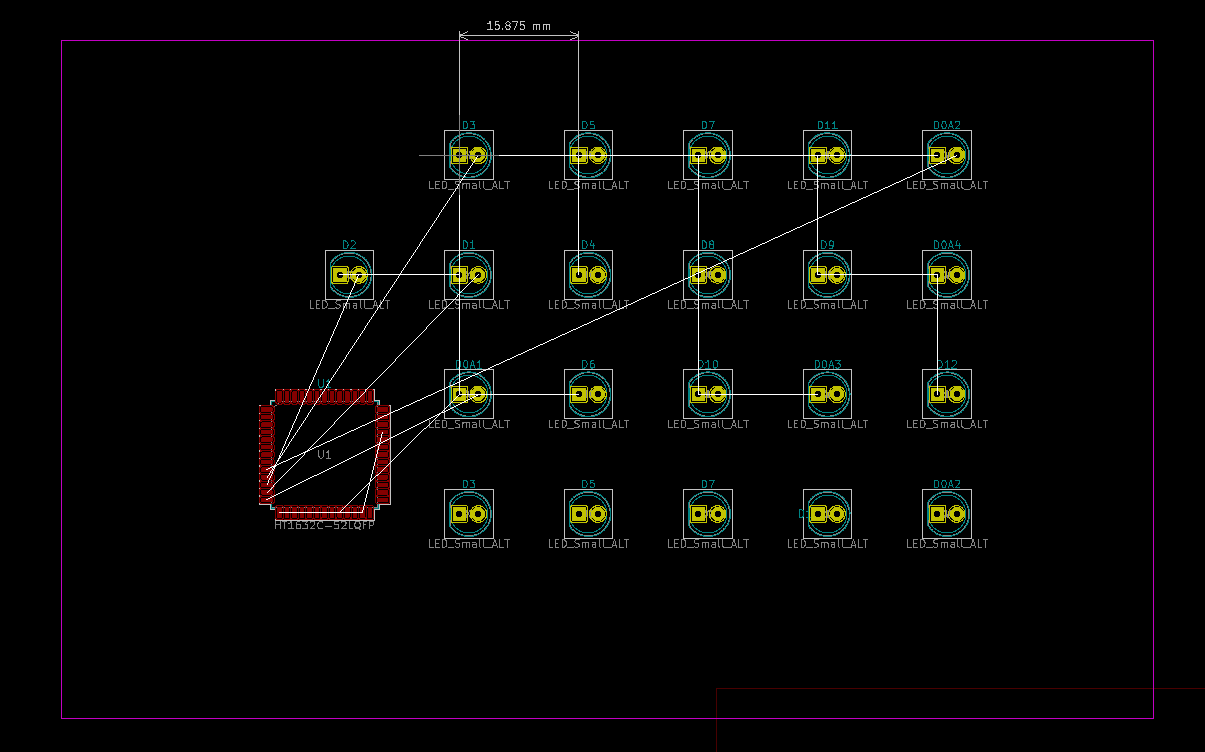 15.875 mm
D3 D5 D7 D11 D0A2
LED_Small_ALT LED_Small_ALT LED_Small_ALT LED_Small_ALT LED_Small_ALT
D2 D1 D4 D8 D9 D0A4
LED_Small_ALT LED_Small_ALT LED_Small_ALT LED_Small_ALT LED_Small_ALT LED_Small_ALT
D0A1 D6 D10 D0A3 D12
U1
LED_Small_ALT LED_Small_ALT LED_Small_ALT LED_Small_ALT LED_Small_ALT
U1
D3 D5 D7 D0A2
HT1632C-52LQFP
LED_Small_ALT LED_Small_ALT LED_Small_ALT LED_Small_ALT LED_Small_ALT